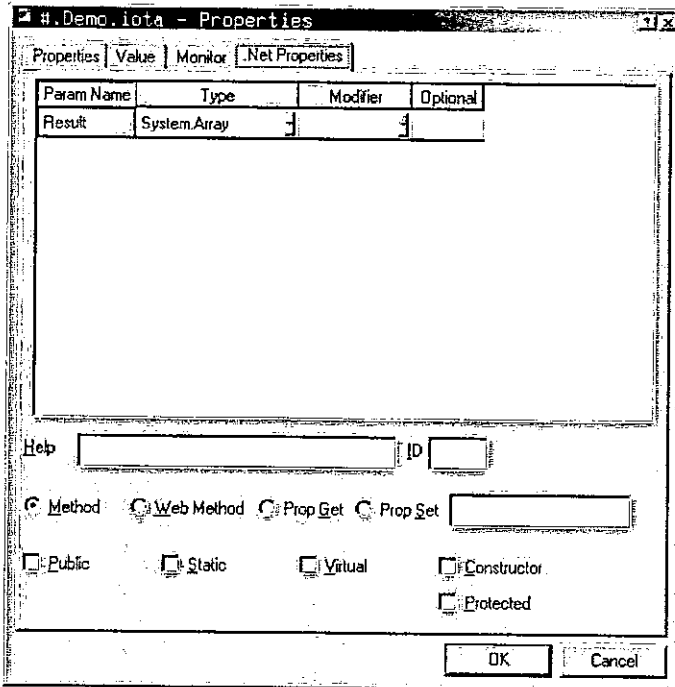 #.Demo.iota - Properties ? x
Properties Value Monitor .Net Properties
Param Name Type Modifier Optional
Result System.Array
Help ID
Method Web Method Prop Get Prop Set
Public Static Virtual Constructor
Protected
OK Cancel